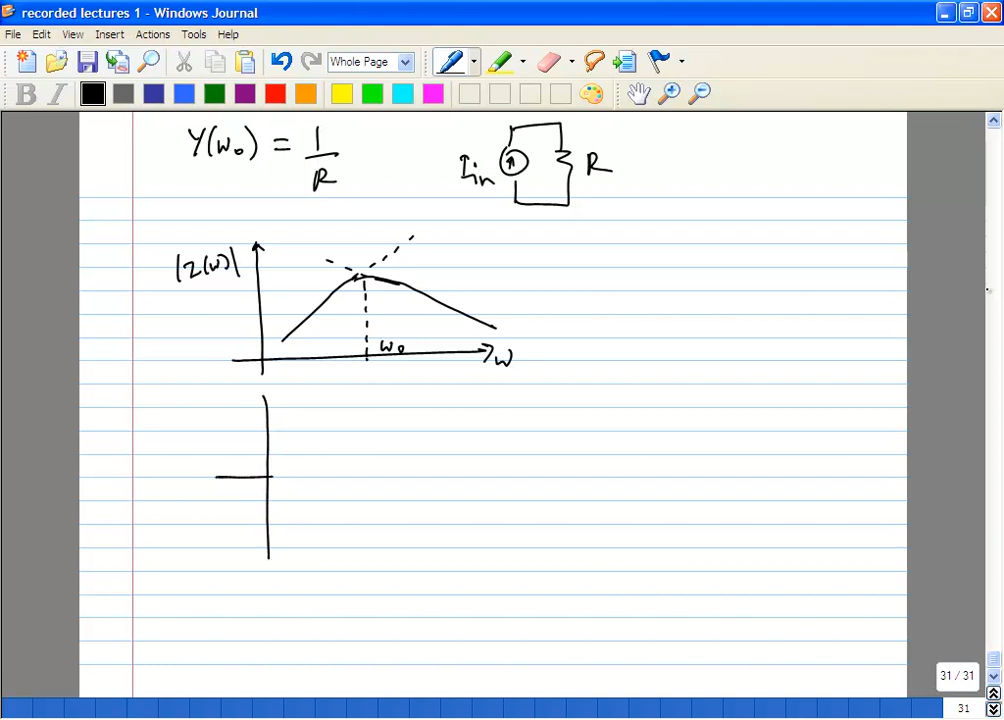 recorded lectures 1 - Windows Journal
File Edit View Insert Actions Tools Help
Whole Page
B I
Y(w₀) = 1/R
Iin R
|Z(w)|
w₀
w
31 / 31
31